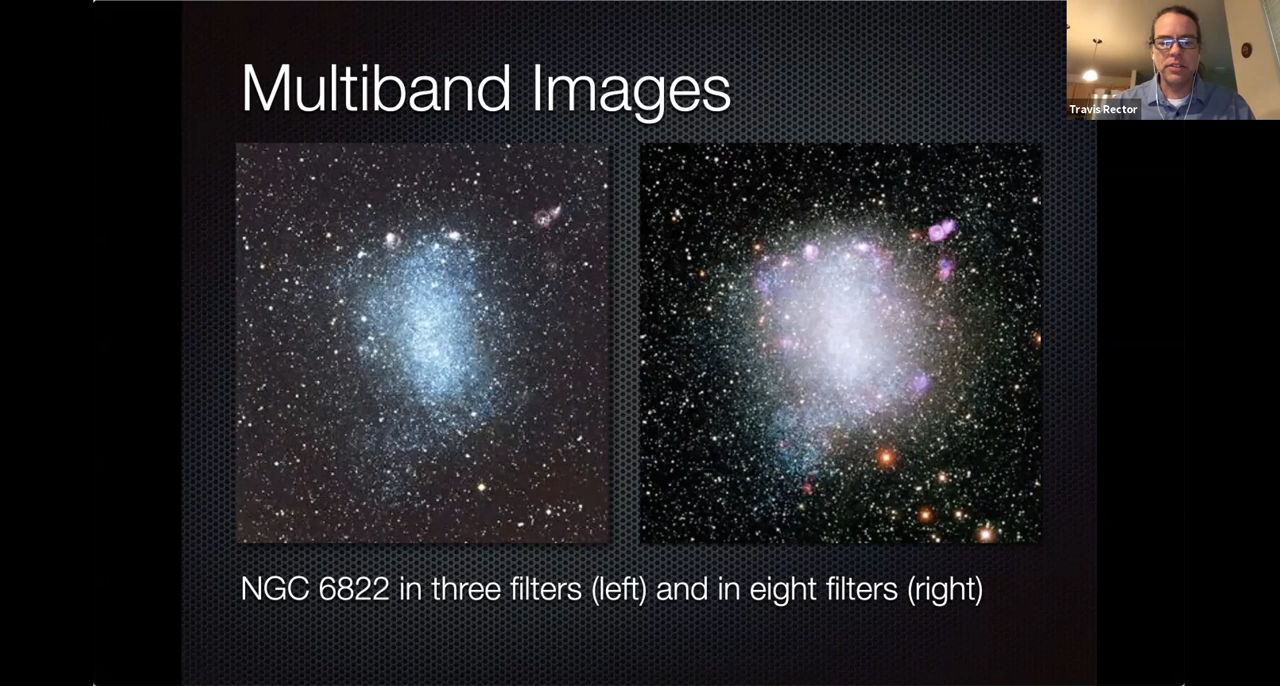 Multiband Images
Travis Rector
NGC 6822 in three filters (left) and in eight filters (right)